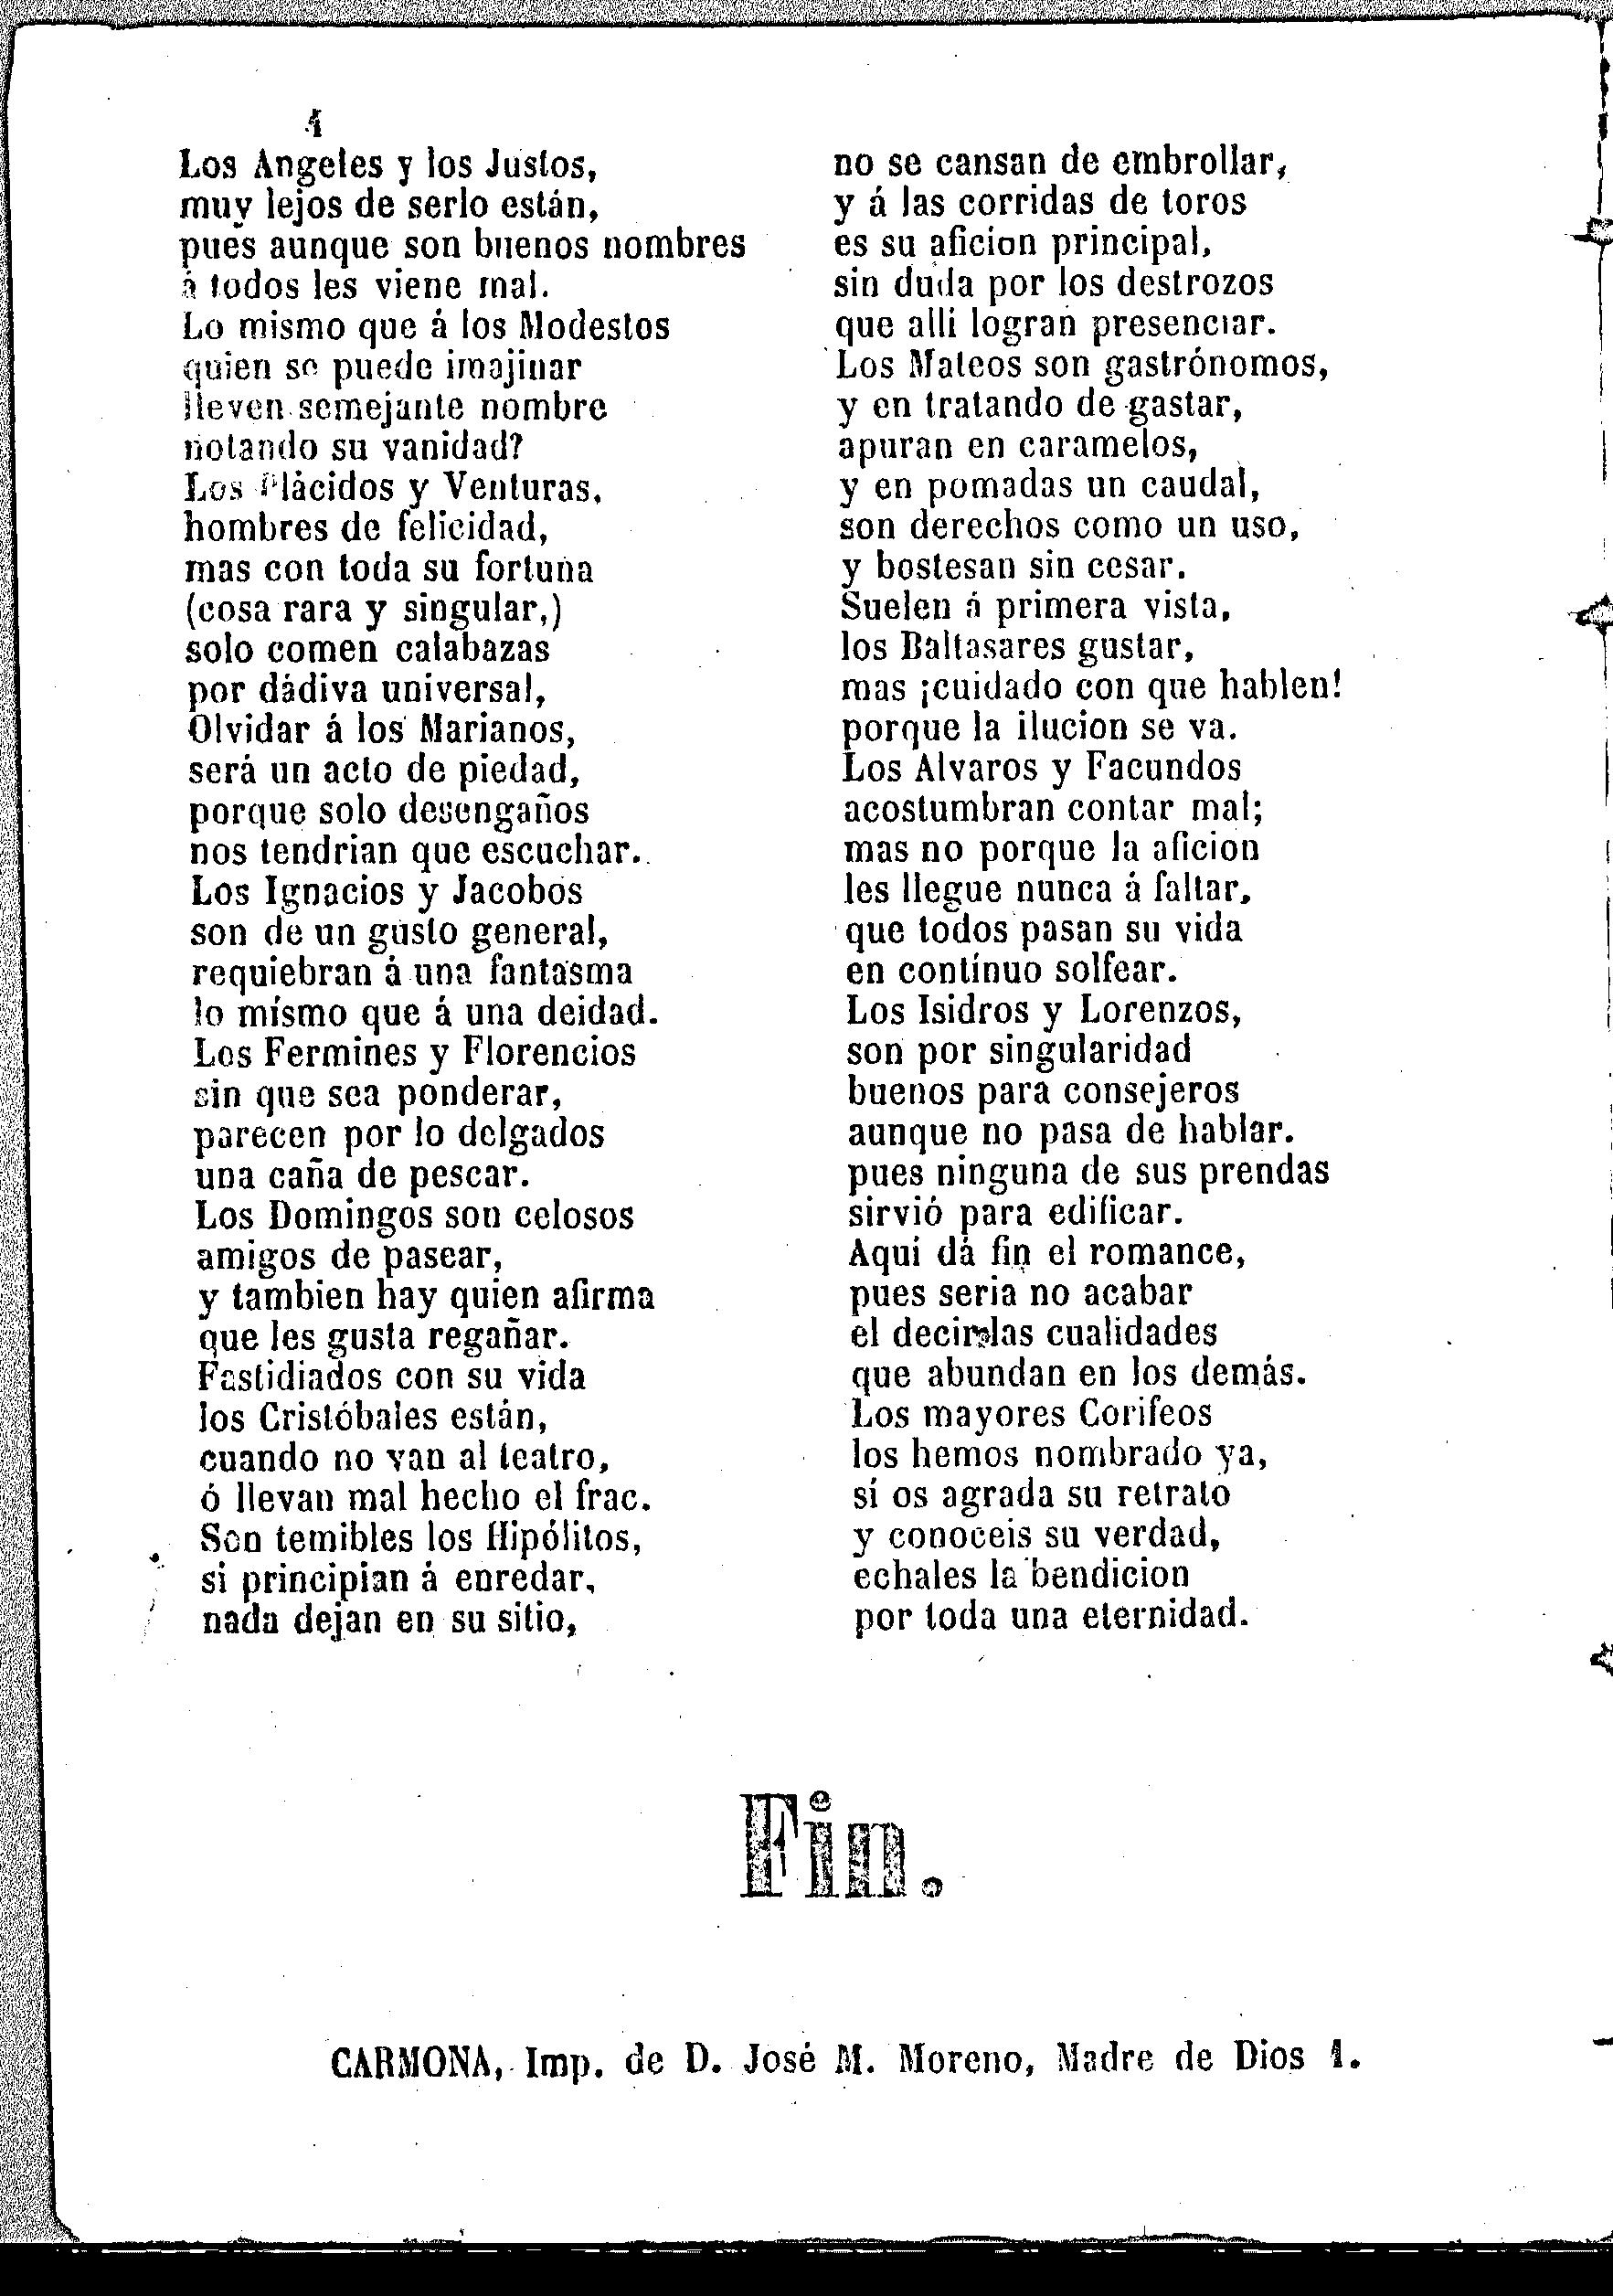 4
Los Angeles y los Justos,
muy lejos de serlo están,
pues aunque son buenos nombres
á todos les viene mal.
Lo mismo que á los Modestos
quien se puede imajinar
lleven semejante nombre
notando su vanidad?
Los Plácidos y Venturas,
hombres de felicidad,
mas con toda su fortuna
(cosa rara y singular,)
solo comen calabazas
por dádiva universal,
Olvidar á los Marianos,
será un acto de piedad,
porque solo desengaños
nos tendrian que escuchar.
Los Ignacios y Jacobos
son de un gusto general,
requiebran á una fantasma
lo mísmo que á una deidad.
Los Fermines y Florencios
sin que sea ponderar,
parecen por lo delgados
una caña de pescar.
Los Domingos son celosos
amigos de pasear,
y tambien hay quien afirma
que les gusta regañar.
Fastidiados con su vida
los Cristóbales están,
cuando no van al teatro,
ó llevan mal hecho el frac.
Son temibles los Hipólitos,
si principian á enredar,
nada dejan en su sitio,
no se cansan de embrollar,
y á las corridas de toros
es su aficion principal,
sin duda por los destrozos
que alli logran presenciar.
Los Mateos son gastrónomos,
y en tratando de gastar,
apuran en caramelos,
y en pomadas un caudal,
son derechos como un uso,
y bostesan sin cesar.
Suelen á primera vista,
los Baltasares gustar,
mas ¡cuidado con que hablen!
porque la ilucion se va.
Los Alvaros y Facundos
acostumbran contar mal;
mas no porque la aficion
les llegue nunca á faltar,
que todos pasan su vida
en contínuo solfear.
Los Isidros y Lorenzos,
son por singularidad
buenos para consejeros
aunque no pasa de hablar.
pues ninguna de sus prendas
sirvió para edificar.
Aqui dá fin el romance,
pues seria no acabar
el decir las cualidades
que abundan en los demás.
Los mayores Corifeos
los hemos nombrado ya,
sí os agrada su retrato
y conoceis su verdad,
echales la bendicion
por toda una eternidad.
Fin.
CARMONA, Imp. de D. José M. Moreno, Madre de Dios 1.